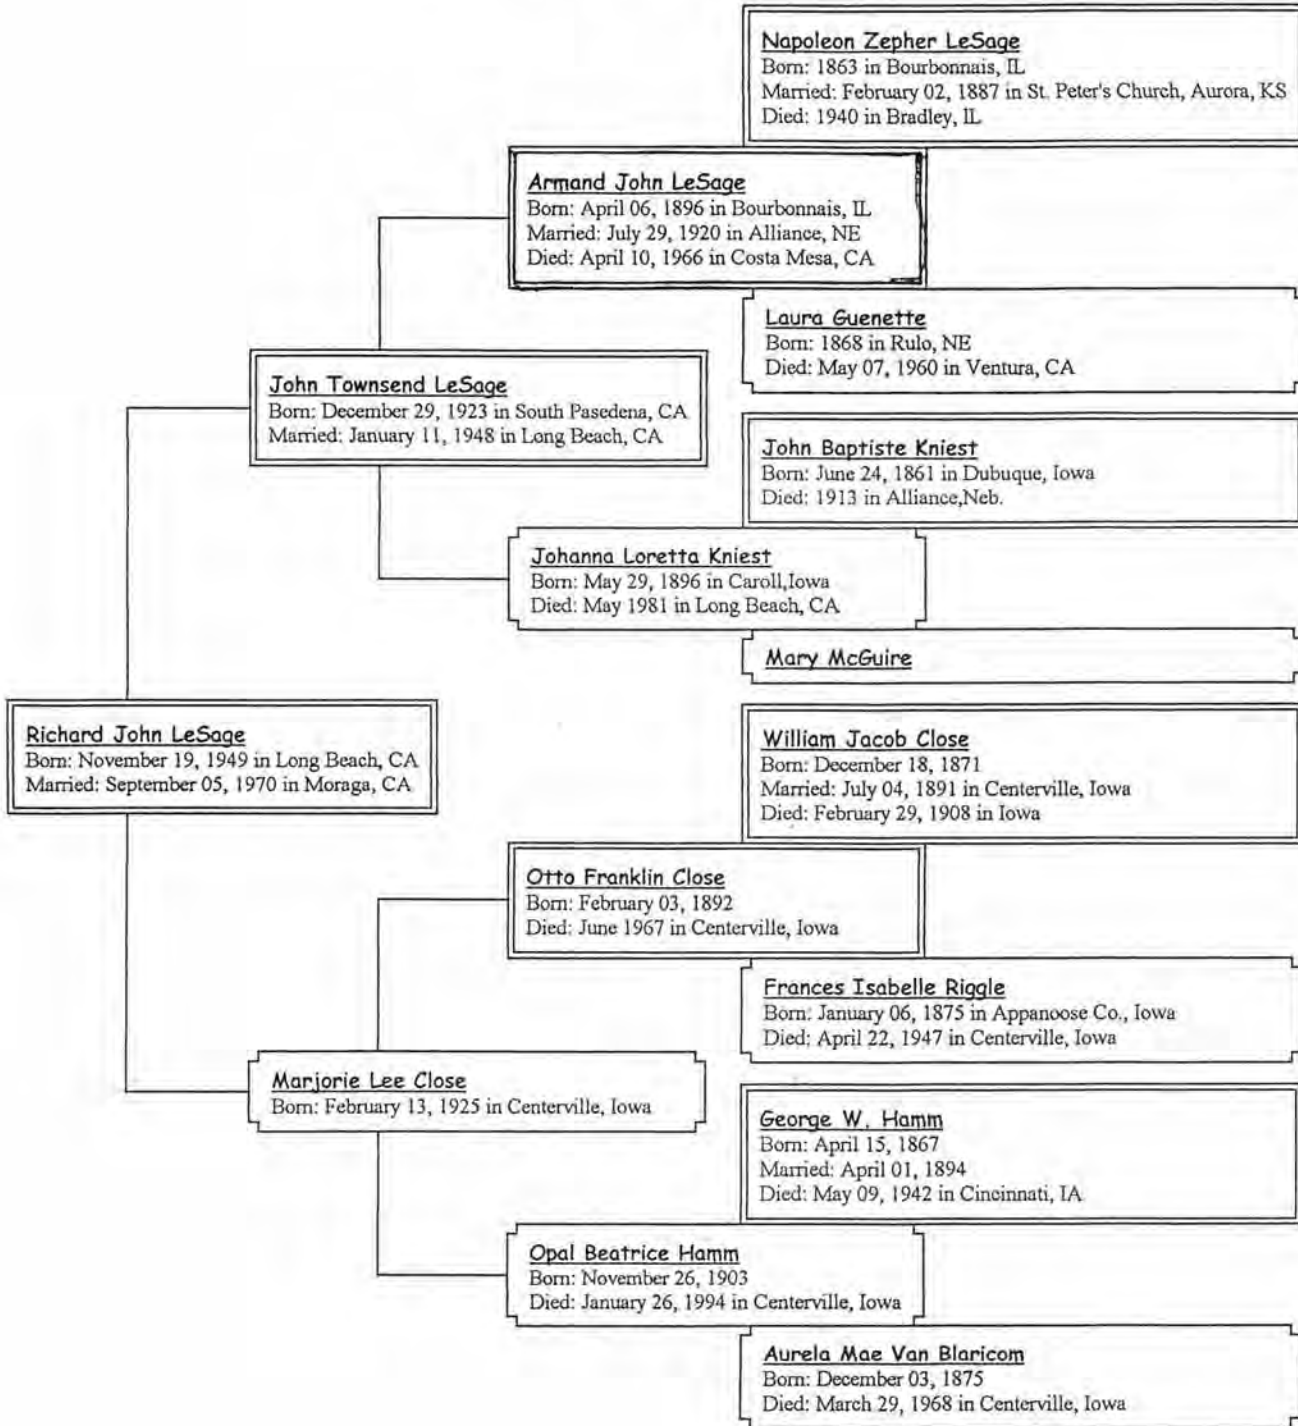 Napoleon Zepher LeSage
Born: 1863 in Bourbonnais, IL
Married: February 02, 1887 in St. Peter's Church, Aurora, KS
Died: 1940 in Bradley, IL
Armand John LeSage
Born: April 06, 1896 in Bourbonnais, IL
Married: July 29, 1920 in Alliance, NE
Died: April 10, 1966 in Costa Mesa, CA
Laura Guenette
Born: 1868 in Rulo, NE
Died: May 07, 1960 in Ventura, CA
John Townsend LeSage
Born: December 29, 1923 in South Pasedena, CA
Married: January 11, 1948 in Long Beach, CA
John Baptiste Kniest
Born: June 24, 1861 in Dubuque, Iowa
Died: 1913 in Alliance,Neb.
Johanna Loretta Kniest
Born: May 29, 1896 in Caroll,Iowa
Died: May 1981 in Long Beach, CA
Mary McGuire
Richard John LeSage
Born: November 19, 1949 in Long Beach, CA
Married: September 05, 1970 in Moraga, CA
William Jacob Close
Born: December 18, 1871
Married: July 04, 1891 in Centerville, Iowa
Died: February 29, 1908 in Iowa
Otto Franklin Close
Born: February 03, 1892
Died: June 1967 in Centerville, Iowa
Frances Isabelle Riggle
Born: January 06, 1875 in Appanoose Co., Iowa
Died: April 22, 1947 in Centerville, Iowa
Marjorie Lee Close
Born: February 13, 1925 in Centerville, Iowa
George W. Hamm
Born: April 15, 1867
Married: April 01, 1894
Died: May 09, 1942 in Cincinnati, IA
Opal Beatrice Hamm
Born: November 26, 1903
Died: January 26, 1994 in Centerville, Iowa
Aurela Mae Van Blaricom
Born: December 03, 1875
Died: March 29, 1968 in Centerville, Iowa